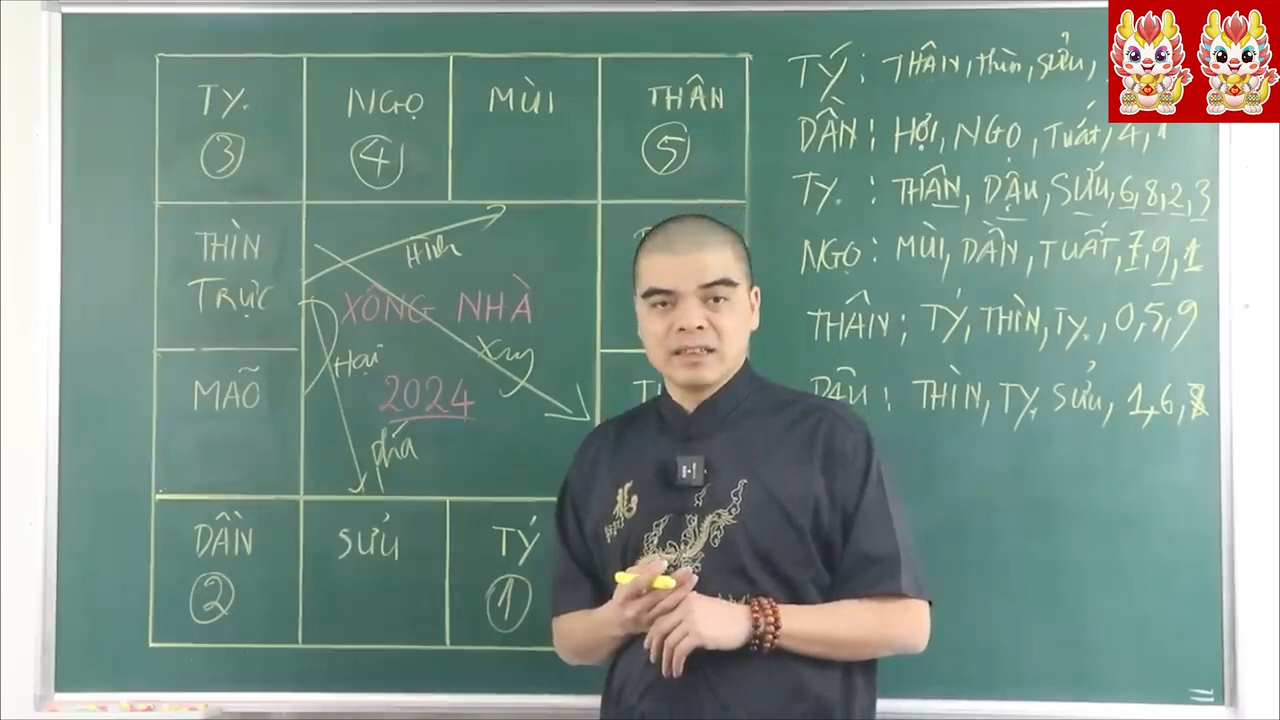 TỴ. NGỌ MÙI THÂN
③ ④ ⑤
THÌN
TRỰC
Hình
XÔNG NHÀ
Hại
MAÕ
2024
phá
DẦN SỬU TÝ
② ①
TÝ: THÂN, thìn, SỬU,
DẦN: HỢI, NGỌ, Tuất, 4, 1
TỴ. : THÂN, DẬU, SỬU, 6, 8, 2, 3
NGỌ: MÙI, DẦN, TUẤT, 7, 9, 1
THÂN; TÝ, THÌN, TỴ., 0, 5, 9
DẬU: THÌN, TỴ, SỬU, 1, 6, 8